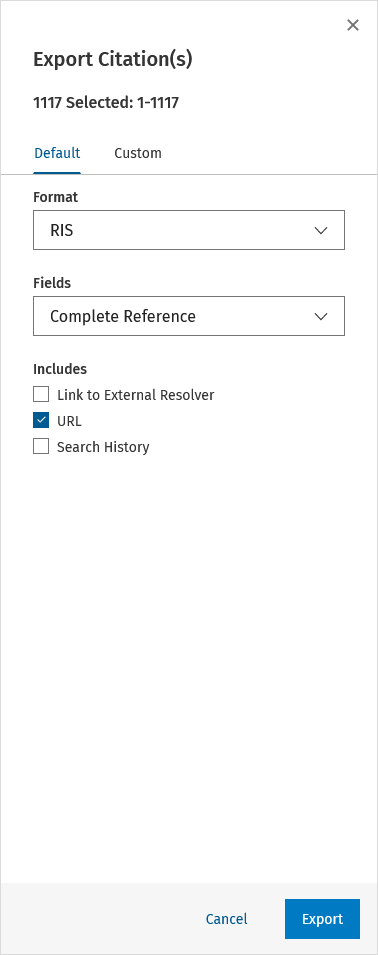 Export Citation(s)
1117 Selected: 1-1117
Default Custom
Format
RIS
Fields
Complete Reference
Includes
Link to External Resolver
URL
Search History
Cancel Export